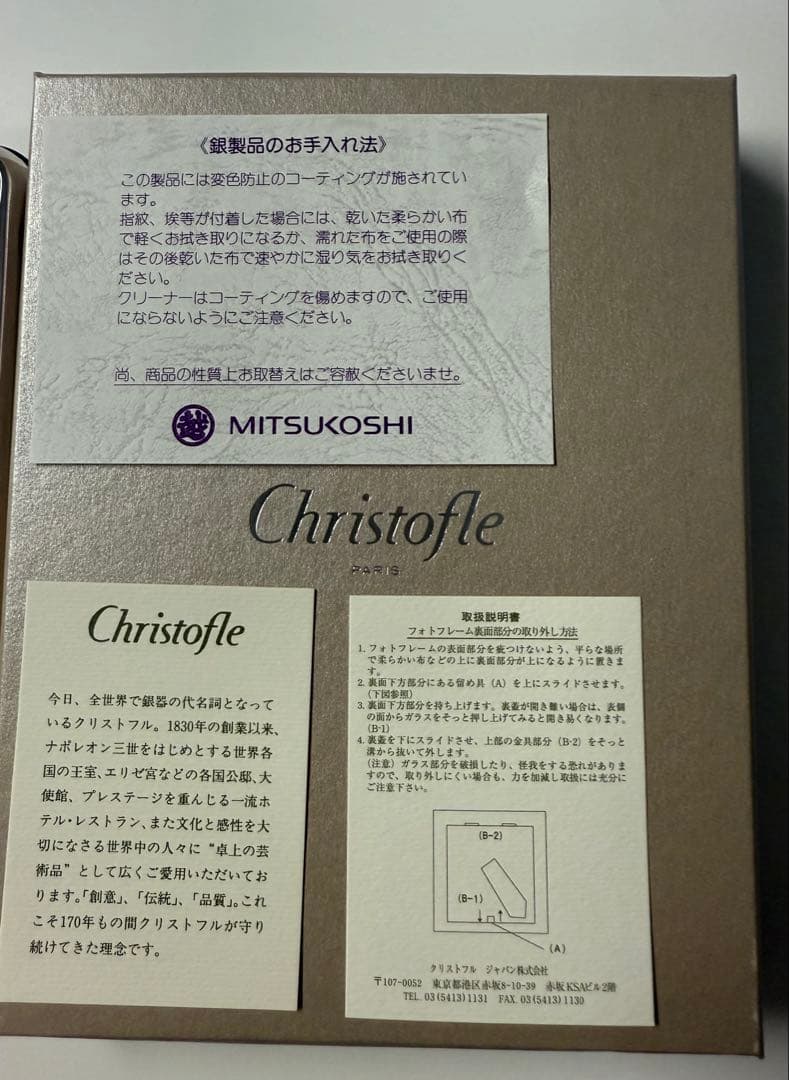 《銀製品のお手入れ法》
この製品には変色防止のコーティングが施されてい
ます。
指紋、埃等が付着した場合には、乾いた柔らかい布
で軽くお拭き取りになるか、濡れた布をご使用の際
はその後乾いた布で速やかに湿り気をお拭き取りく
ださい。
クリーナーはコーティングを傷めますので、ご使用
にならないようにご注意ください。
尚、商品の性質上お取替えはご容赦くださいませ。
越 MITSUKOSHI
Christofle
PARIS
Christofle
今日、全世界で銀器の代名詞となって
いるクリストフル。1830年の創業以来、
ナポレオン三世をはじめとする世界各
国の王室、エリゼ宮などの各国公邸、大
使館、プレステージを重んじる一流ホ
テル・レストラン、また文化と感性を大
切になさる世界中の人々に“卓上の芸
術品”として広くご愛用いただいてお
ります。「創意」、「伝統」、「品質」。これ
こそ170年もの間クリストフルが守り
続けてきた理念です。
取扱説明書
フォトフレーム裏面部分の取り外し方法
1. フォトフレームの表面部分を疵つけないよう、平らな場所
で柔らかい布などの上に裏面部分が上になるように置きま
す。
2. 裏面下方部分にある留め具（A）を上にスライドさせます。
（下図参照）
3. 裏面下方部分を持ち上げます。裏蓋が開き難い場合は、表側
の面からガラスをそっと押し上げてみると開き易くなります。
（B-1）
4. 裏蓋を下にスライドさせ、上部の金具部分（B-2）をそっと
溝から抜いて外します。
（注意）ガラス部分を破損したり、怪我をする恐れがありま
すので、取り外しにくい場合も、力を加減し取扱には充分に
ご注意下さい。
(B-2)
(B-1)
(A)
クリストフル ジャパン株式会社
〒107-0052 東京都港区赤坂8-10-39 赤坂KSAビル2階
TEL. 03(5413)1131 FAX. 03(5413)1130